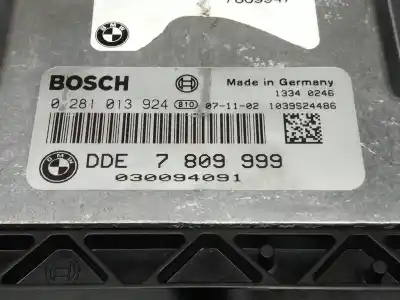 BOSCH
Made in Germany
1334 0246
0 281 013 924 B10 07-11-02 1039S24486
DDE 7 809 999
030094091